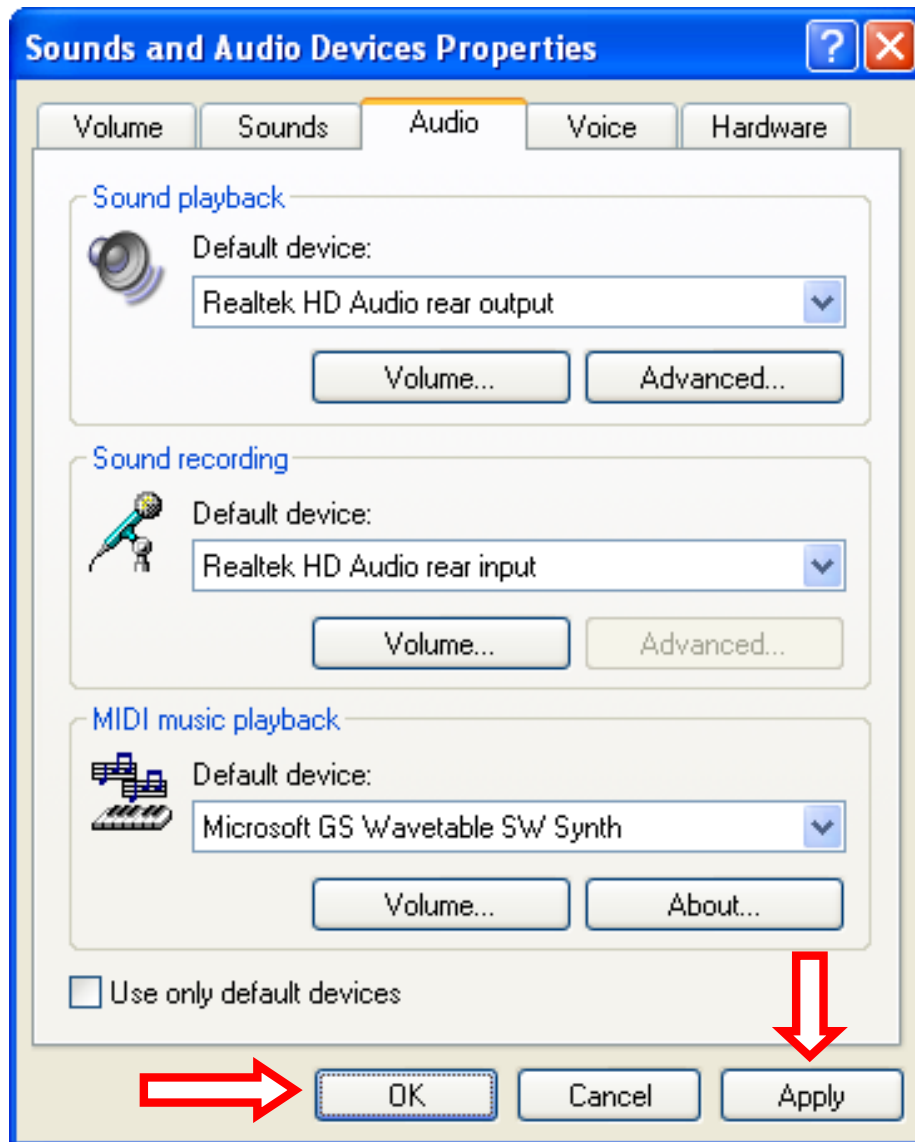 Sounds and Audio Devices Properties ?
Volume Sounds Audio Voice Hardware
Sound playback
Default device:
Realtek HD Audio rear output
Volume... Advanced...
Sound recording
Default device:
Realtek HD Audio rear input
Volume... Advanced...
MIDI music playback
Default device:
Microsoft GS Wavetable SW Synth
Volume... About...
Use only default devices
OK Cancel Apply